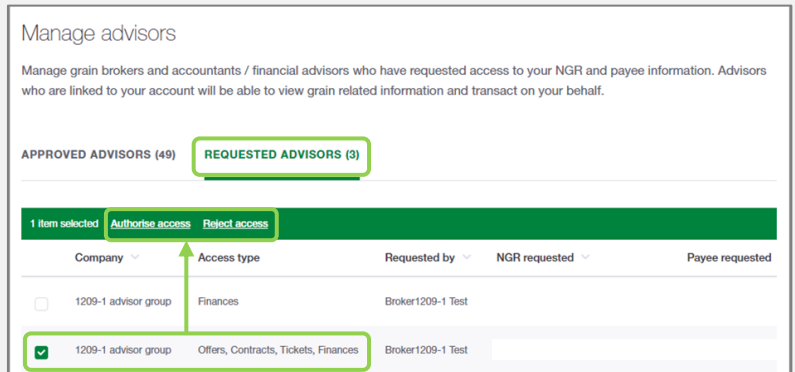 Manage advisors
Manage grain brokers and accountants / financial advisors who have requested access to your NGR and payee information. Advisors
who are linked to your account will be able to view grain related information and transact on your behalf.
APPROVED ADVISORS (49) REQUESTED ADVISORS (3)
1 item selected Authorise access Reject access
Company Access type Requested by NGR requested Payee requested
1209-1 advisor group Finances Broker1209-1 Test
1209-1 advisor group Offers, Contracts, Tickets, Finances Broker1209-1 Test